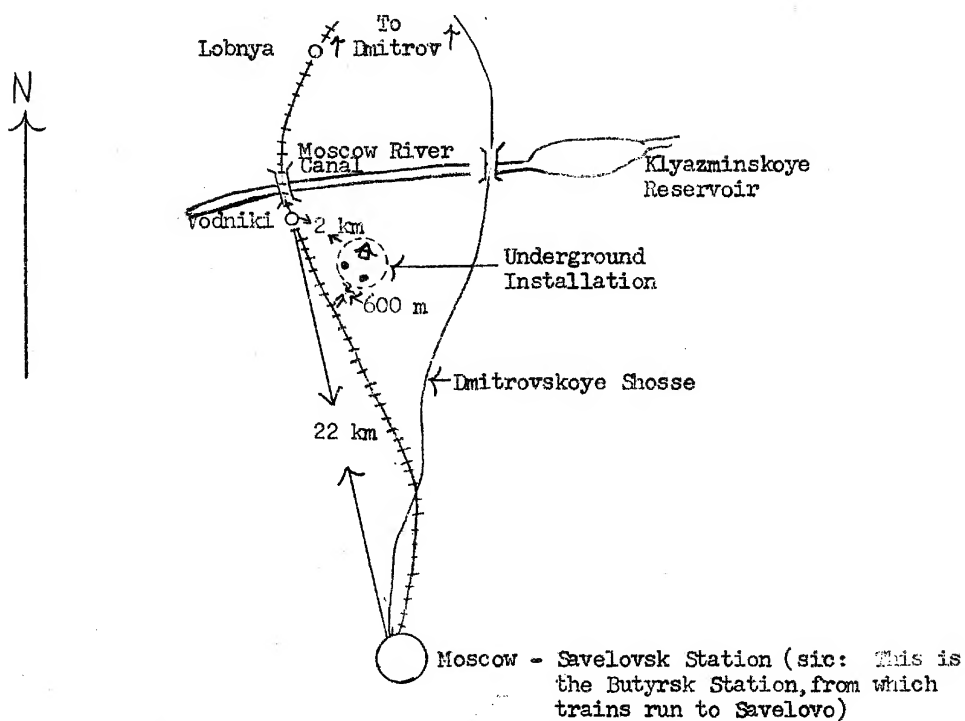 To
Lobnya
Dmitrov
N
Moscow River
Canal
Klyazminskoye
Reservoir
Vodniki
2 km
Underground
Installation
600 m
Dmitrovskoye Shosse
22 km
Moscow - Savelovsk Station (sic: This is
the Butyrsk Station, from which
trains run to Savelovo)